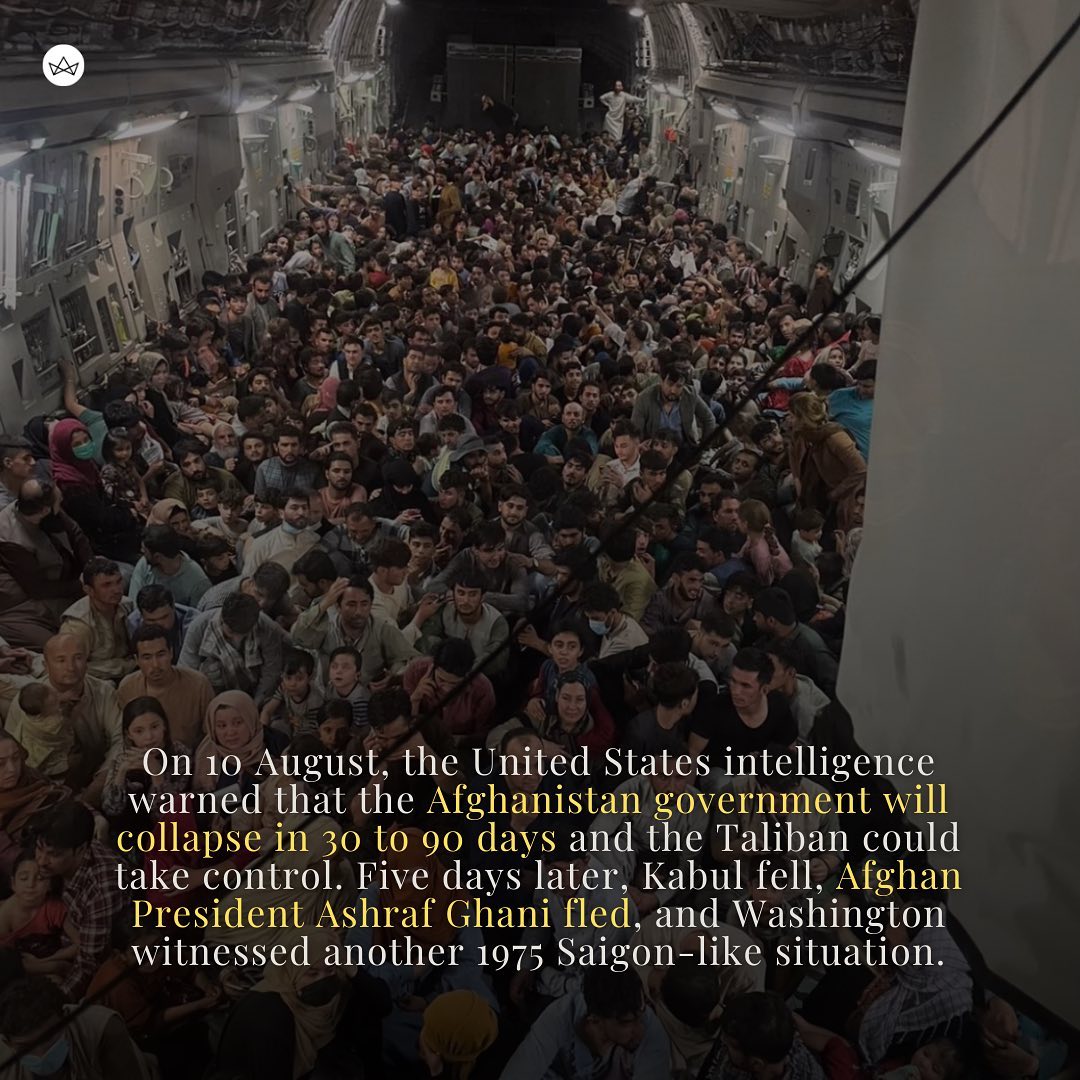 On 10 August, the United States intelligence
warned that the Afghanistan government will
collapse in 30 to 90 days and the Taliban could
take control. Five days later, Kabul fell, Afghan
President Ashraf Ghani fled, and Washington
witnessed another 1975 Saigon-like situation.